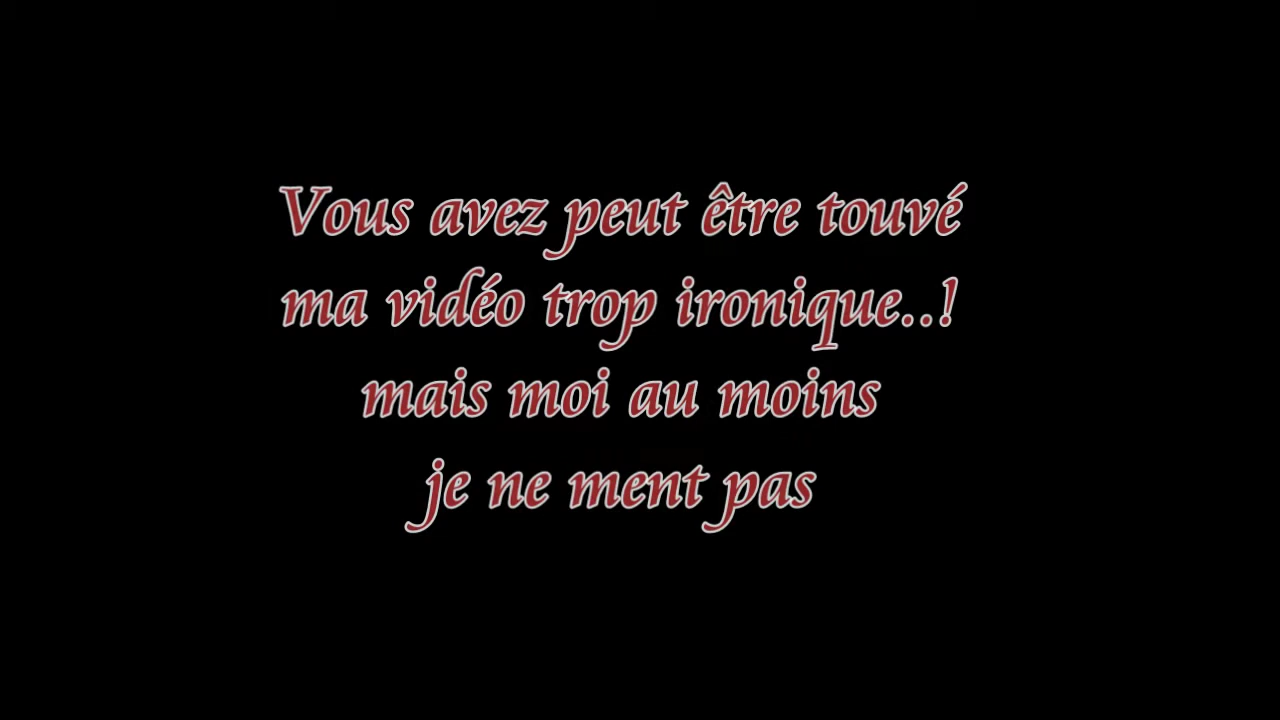 Vous avez peut être touvé
ma vidéo trop ironique..!
mais moi au moins
je ne ment pas